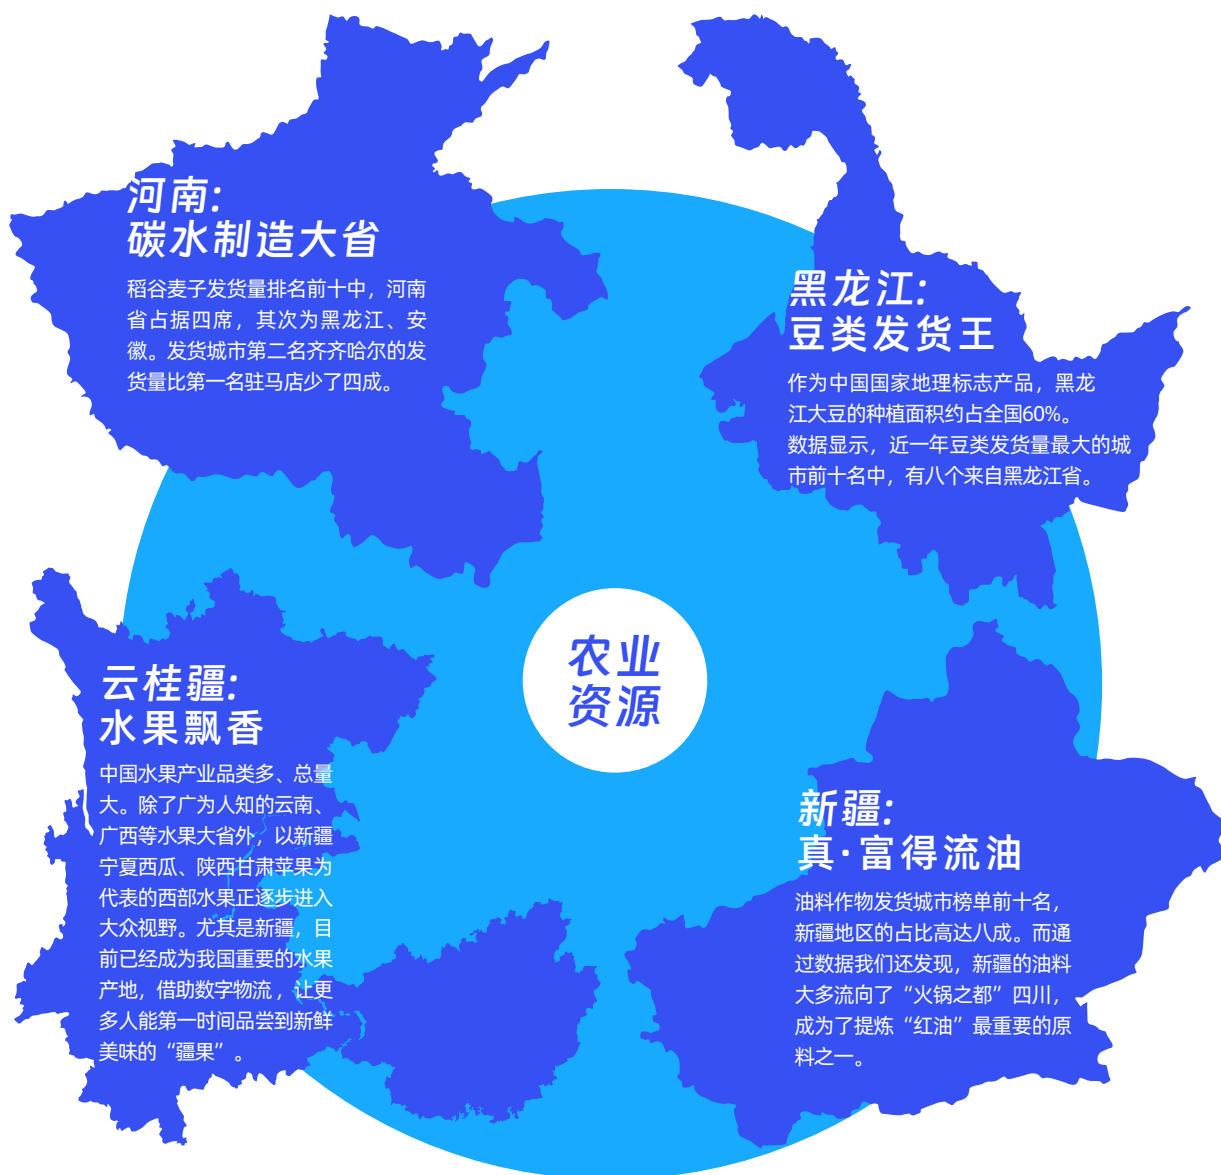 河南:
碳水制造大省
稻谷麦子发货量排名前十中，河南
省占据四席，其次为黑龙江、安
徽。发货城市第二名齐齐哈尔的发
货量比第一名驻马店少了四成。
黑龙江:
豆类发货王
作为中国国家地理标志产品，黑龙
江大豆的种植面积约占全国60%。
数据显示，近一年豆类发货量最大的城
市前十名中，有八个来自黑龙江省。
农业
资源
云桂疆:
水果飘香
中国水果产业品类多、总量
大。除了广为人知的云南、
广西等水果大省外，以新疆
宁夏西瓜、陕西甘肃苹果为
代表的西部水果正逐步进入
大众视野。尤其是新疆，目
前已经成为我国重要的水果
产地，借助数字物流，让更
多人能第一时间品尝到新鲜
美味的“疆果”。
新疆:
真·富得流油
油料作物发货城市榜单前十名，
新疆地区的占比高达八成。而通
过数据我们还发现，新疆的油料
大多流向了“火锅之都”四川，
成为了提炼“红油”最重要的原
料之一。